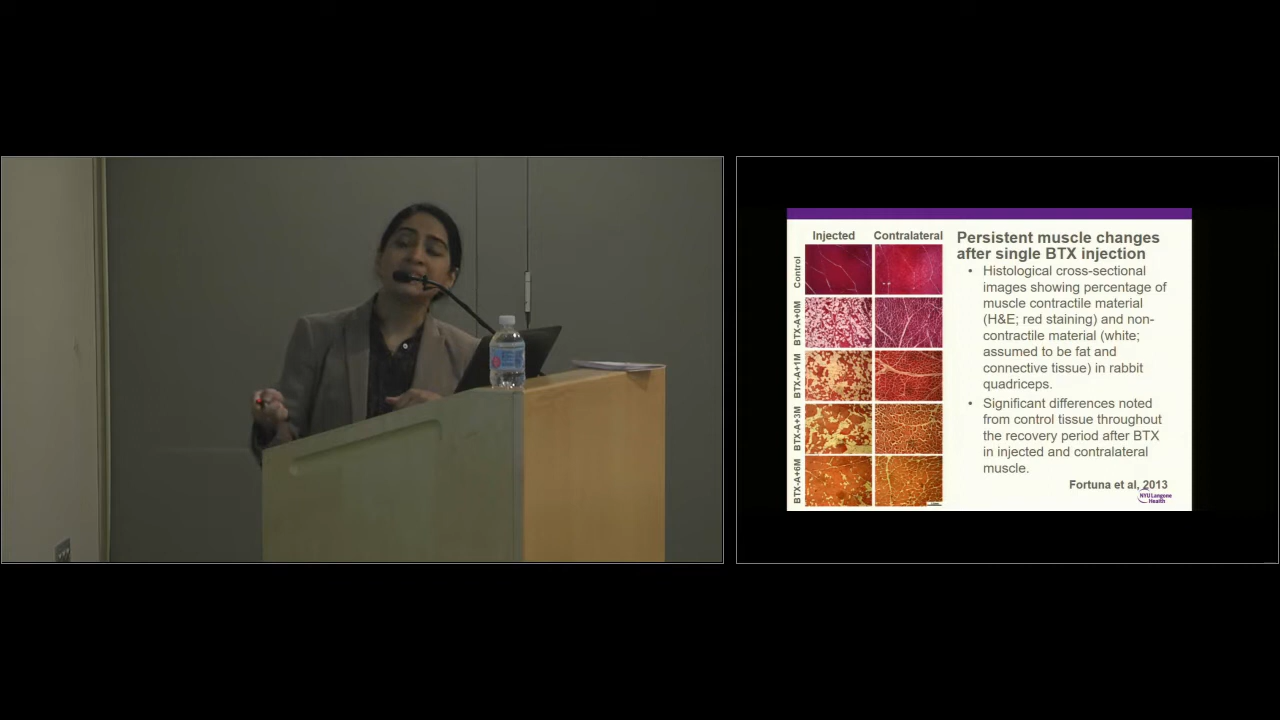 Injected Contralateral
Control
BTX-A+0M
BTX-A+1M
BTX-A+3M
BTX-A+6M
Persistent muscle changes
after single BTX injection
• Histological cross-sectional
images showing percentage of
muscle contractile material
(H&E; red staining) and non-
contractile material (white;
assumed to be fat and
connective tissue) in rabbit
quadriceps.
• Significant differences noted
from control tissue throughout
the recovery period after BTX
in injected and contralateral
muscle.
Fortuna et al, 2013
NYU Langone
Health